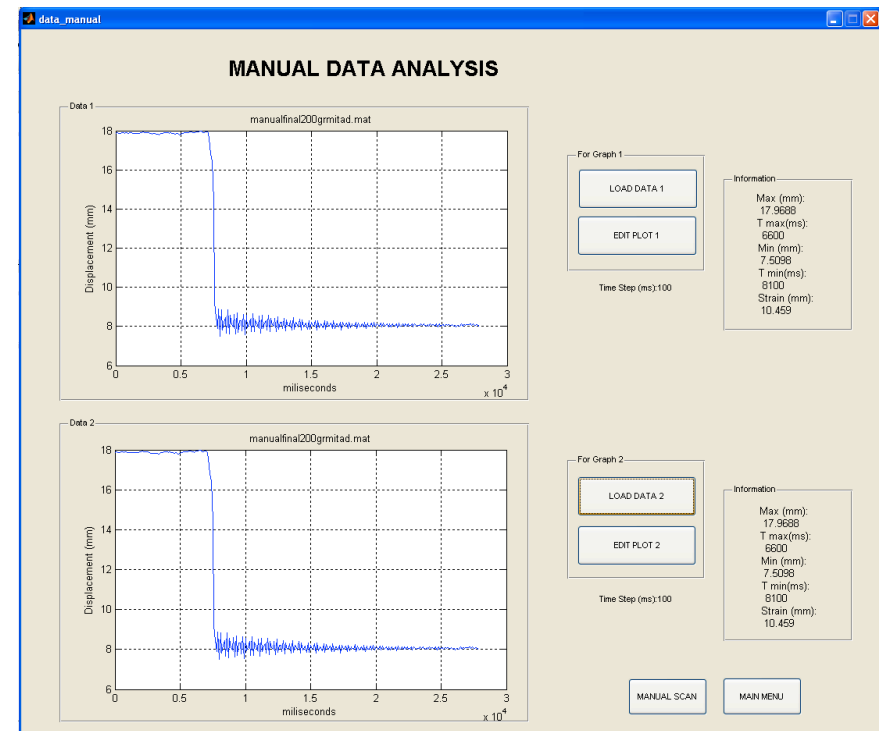 data_manual
MANUAL DATA ANALYSIS
Data 1
manualfinal200grmitad.mat
18
16
14
12
10
8
6
Displacement (mm)
0 0.5 1 1.5 2 2.5 3
miliseconds
x 10^4
For Graph 1
LOAD DATA 1
EDIT PLOT 1
Time Step (ms):100
Information
Max (mm):
17.9688
T max(ms):
6600
Min (mm):
7.5098
T min(ms):
8100
Strain (mm):
10.459
Data 2
manualfinal200grmitad.mat
18
16
14
12
10
8
6
Displacement (mm)
0 0.5 1 1.5 2 2.5 3
miliseconds
x 10^4
For Graph 2
LOAD DATA 2
EDIT PLOT 2
Time Step (ms):100
Information
Max (mm):
17.9688
T max(ms):
6600
Min (mm):
7.5098
T min(ms):
8100
Strain (mm):
10.459
MANUAL SCAN
MAIN MENU